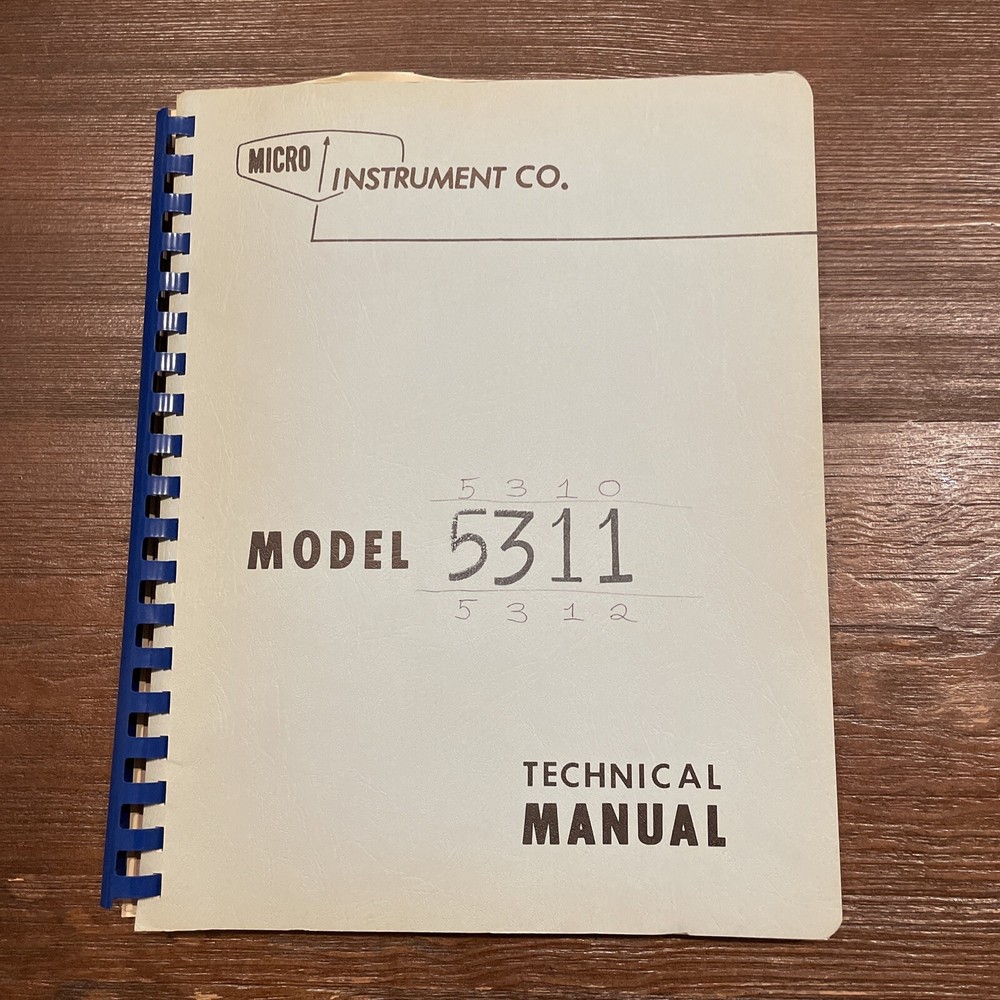 MICRO INSTRUMENT CO.
5310
MODEL 5311
5312
TECHNICAL
MANUAL